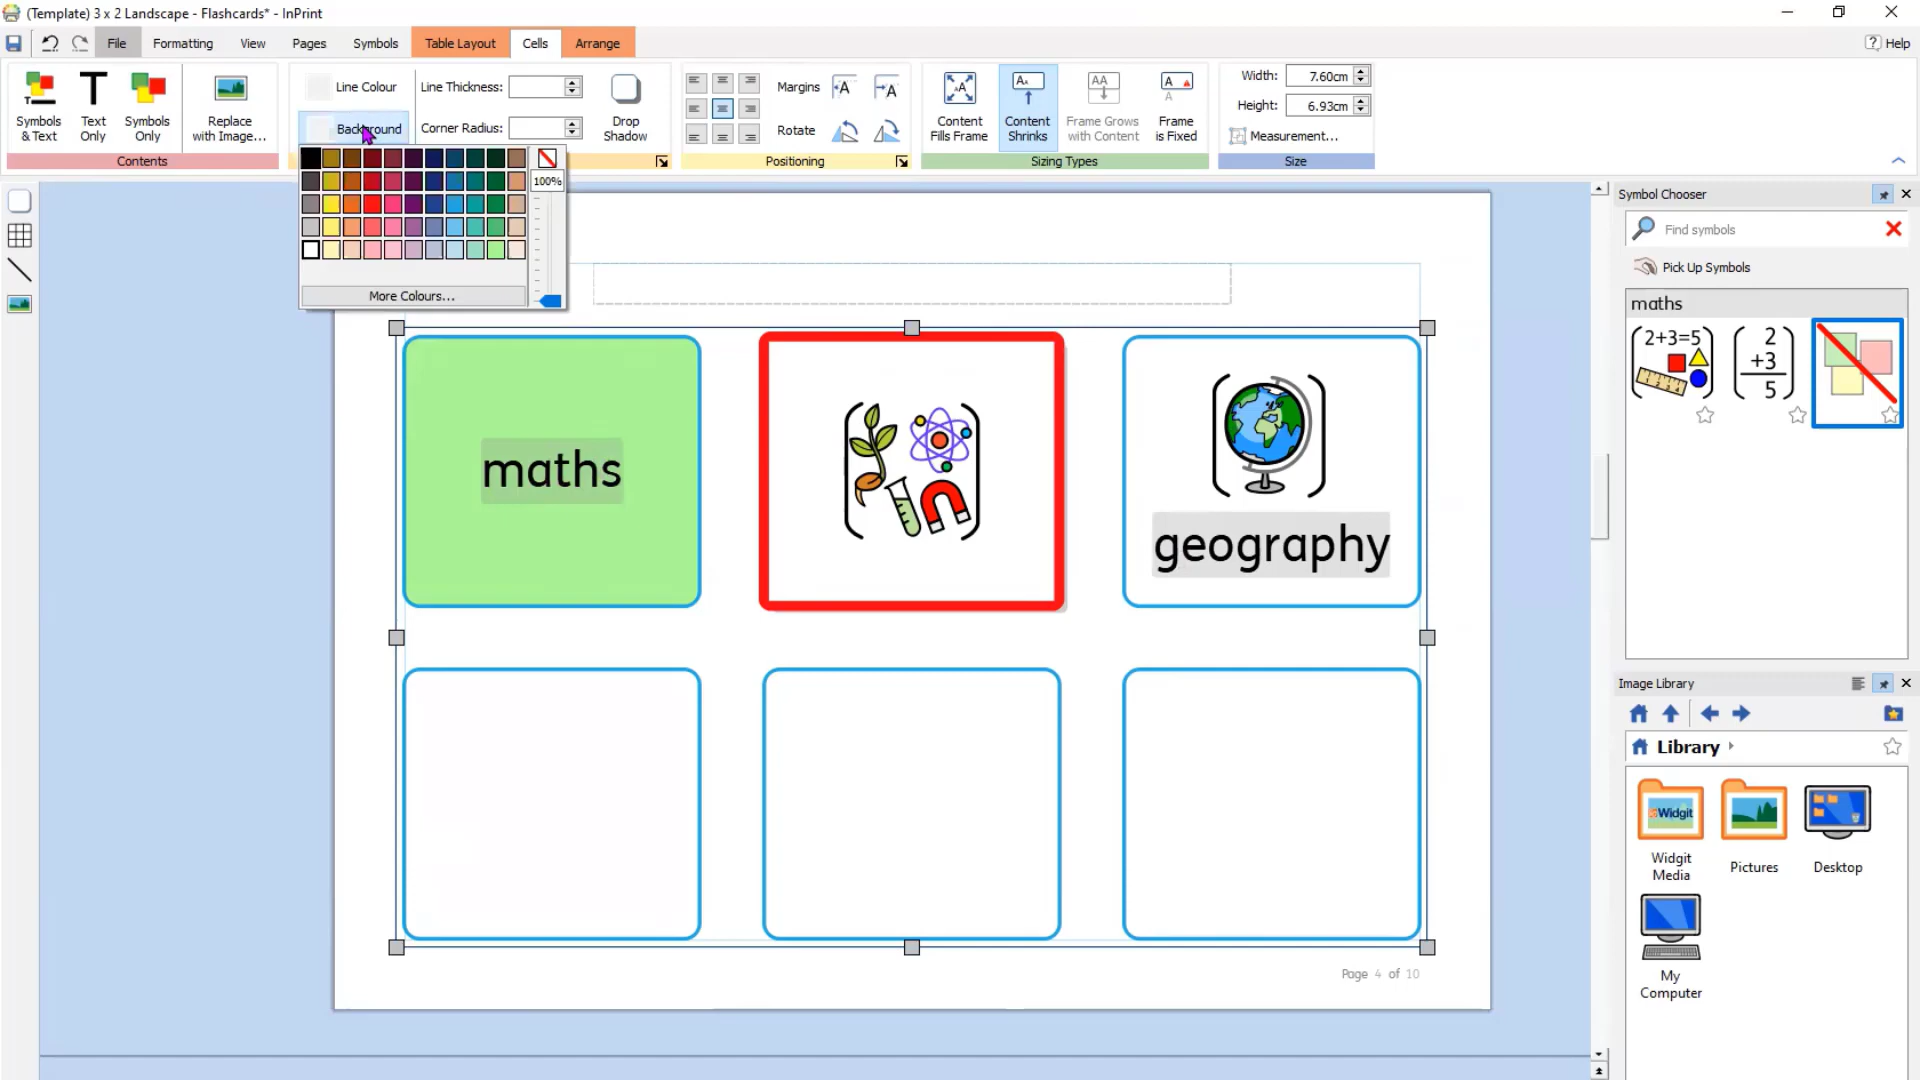 (Template) 3 x 2 Landscape - Flashcards* - InPrint
File Formatting View Pages Symbols Table Layout Cells Arrange Help
Symbols & Text
Text Only
Symbols Only
Replace with Image...
Contents
Line Colour
Background
Line Thickness:
Corner Radius:
Drop Shadow
Margins
Rotate
Positioning
Content Fills Frame
Content Shrinks
Frame Grows with Content
Frame is Fixed
Sizing Types
Width: 7.60cm
Height: 6.93cm
Measurement...
Size
100%
More Colours...
maths
geography
Page 4 of 10
Symbol Chooser
Find symbols
Pick Up Symbols
maths
2+3=5
2
+3
5
Image Library
Library
Widgit
Widgit Media
Pictures
Desktop
My Computer